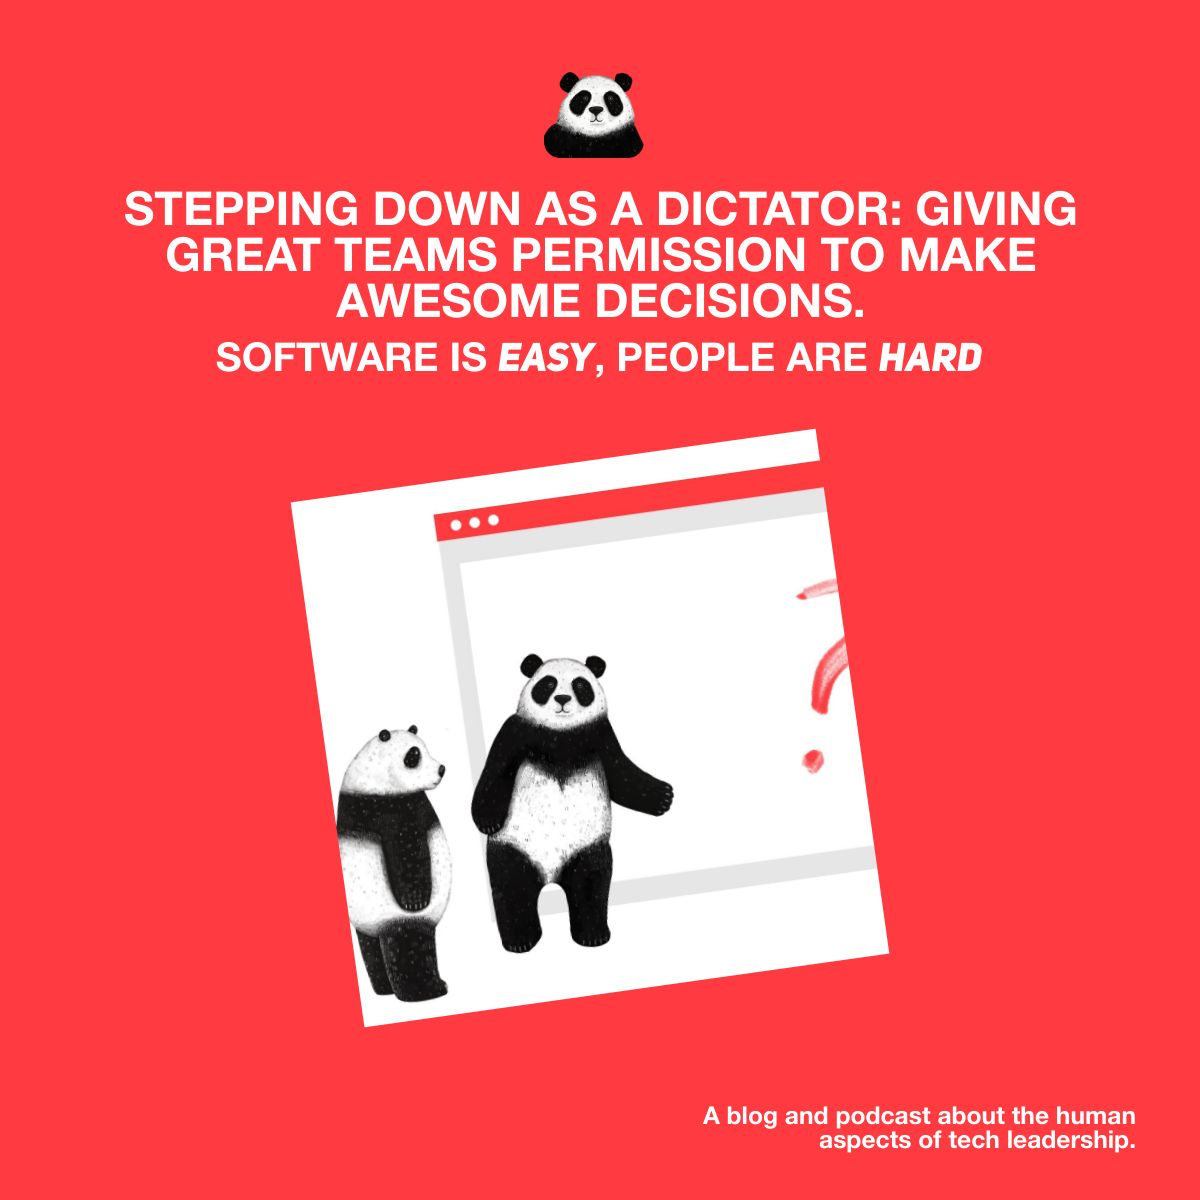 STEPPING DOWN AS A DICTATOR: GIVING
GREAT TEAMS PERMISSION TO MAKE
AWESOME DECISIONS.
SOFTWARE IS EASY, PEOPLE ARE HARD
?
A blog and podcast about the human
aspects of tech leadership.